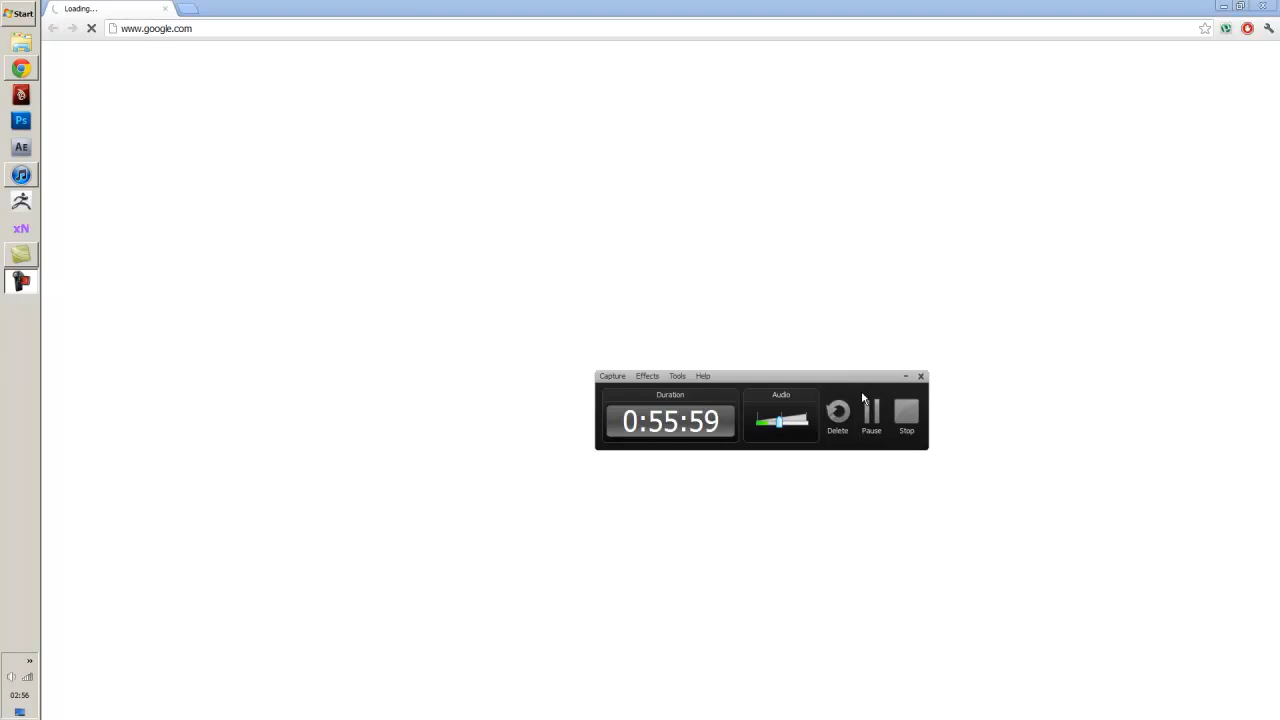 Start
Loading...
www.google.com
Ps
AE
xN
Capture Effects Tools Help
Duration
Audio
0:55:59
Delete Pause Stop
02:56